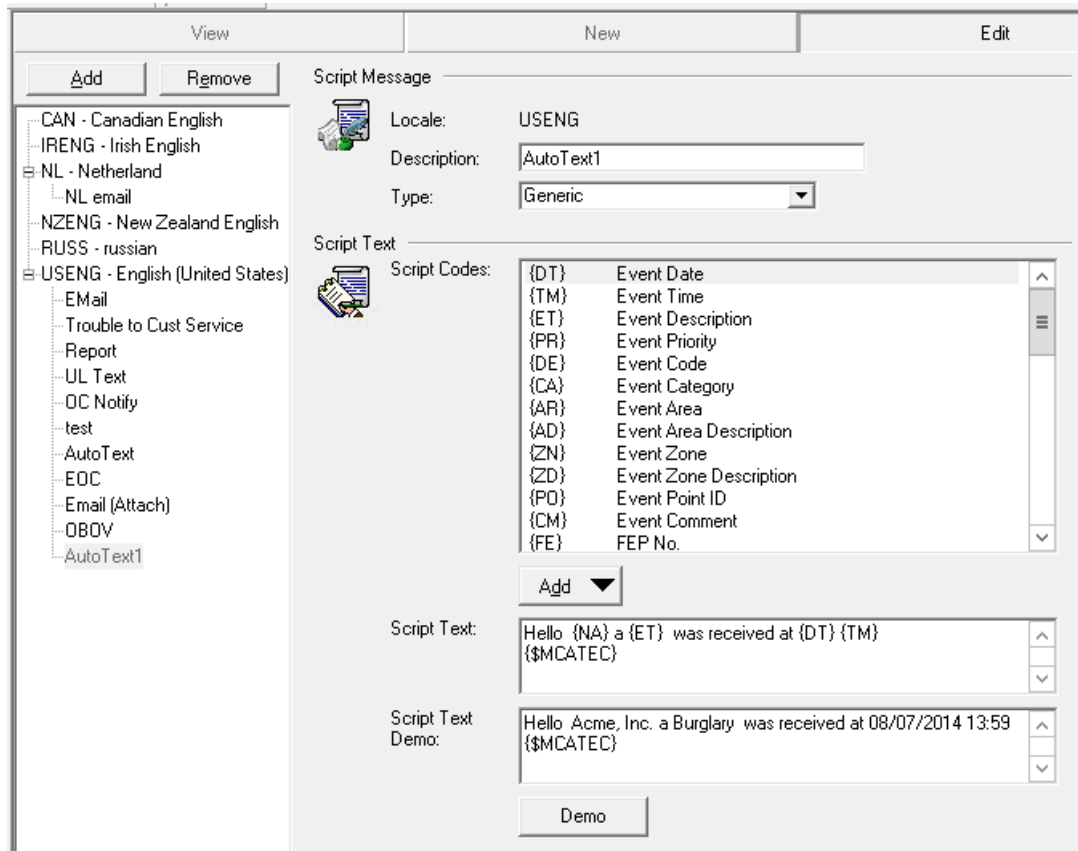 View New Edit
Add Remove
CAN - Canadian English
IRENG - Irish English
NL - Netherland
NL email
NZENG - New Zealand English
RUSS - russian
USENG - English (United States)
EMail
Trouble to Cust Service
Report
UL Text
OC Notify
test
AutoText
EOC
Email (Attach)
OBOV
AutoText1
Script Message
Locale: USENG
Description: AutoText1
Type: Generic
Script Text
Script Codes:
{DT} Event Date
{TM} Event Time
{ET} Event Description
{PR} Event Priority
{DE} Event Code
{CA} Event Category
{AR} Event Area
{AD} Event Area Description
{ZN} Event Zone
{ZD} Event Zone Description
{PO} Event Point ID
{CM} Event Comment
{FE} FEP No.
Add
Script Text: Hello {NA} a {ET} was received at {DT} {TM}
{$MCATEC}
Script Text Demo: Hello Acme, Inc. a Burglary was received at 08/07/2014 13:59
{$MCATEC}
Demo